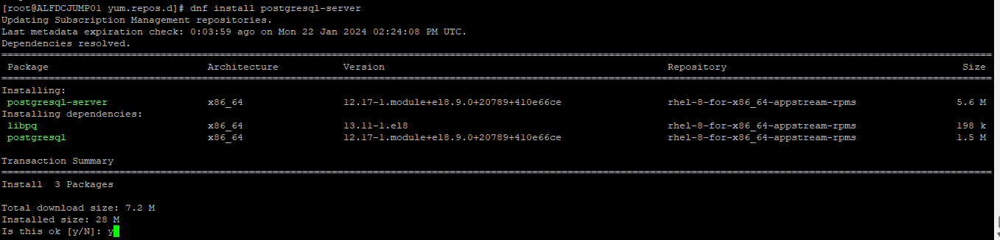 [root@ALFDCJUMP01 yum.repos.d]# dnf install postgresql-server
Updating Subscription Management repositories.
Last metadata expiration check: 0:03:59 ago on Mon 22 Jan 2024 02:24:08 PM UTC.
Dependencies resolved.
================================================================================
Package Architecture Version Repository Size
================================================================================
Installing:
postgresql-server x86_64 12.17-1.module+el8.9.0+20789+410e66ce rhel-8-for-x86_64-appstream-rpms 5.6 M
Installing dependencies:
libpq x86_64 13.11-1.el8 rhel-8-for-x86_64-appstream-rpms 198 k
postgresql x86_64 12.17-1.module+el8.9.0+20789+410e66ce rhel-8-for-x86_64-appstream-rpms 1.5 M
Transaction Summary
================================================================================
Install 3 Packages
Total download size: 7.2 M
Installed size: 28 M
Is this ok [y/N]: y